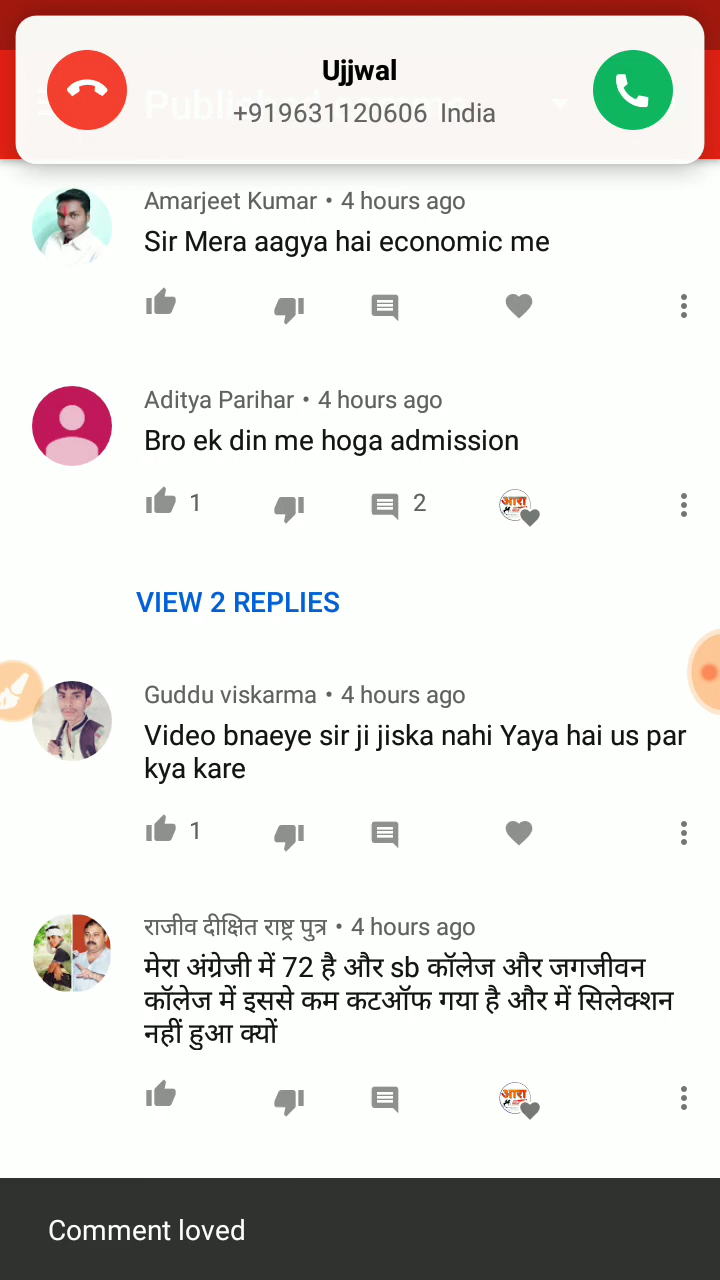 Ujjwal
+919631120606 India
Amarjeet Kumar • 4 hours ago
Sir Mera aagya hai economic me
Aditya Parihar • 4 hours ago
Bro ek din me hoga admission
1
2
आरा
VIEW 2 REPLIES
Guddu viskarma • 4 hours ago
Video bnaeye sir ji jiska nahi Yaya hai us par
kya kare
1
राजीव दीक्षित राष्ट्र पुत्र • 4 hours ago
मेरा अंग्रेजी में 72 है और sb कॉलेज और जगजीवन
कॉलेज में इससे कम कटऑफ गया है और में सिलेक्शन
नहीं हुआ क्यों
आरा
Comment loved